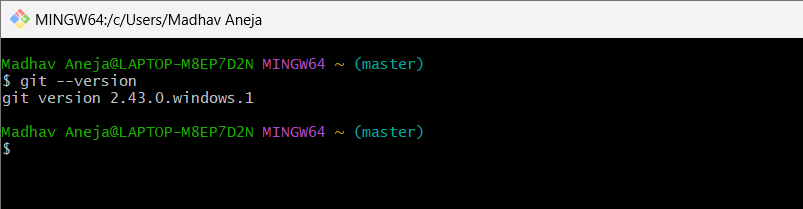 MINGW64:/c/Users/Madhav Aneja
Madhav Aneja@LAPTOP-M8EP7D2N MINGW64 ~ (master)
$ git --version
git version 2.43.0.windows.1
Madhav Aneja@LAPTOP-M8EP7D2N MINGW64 ~ (master)
$